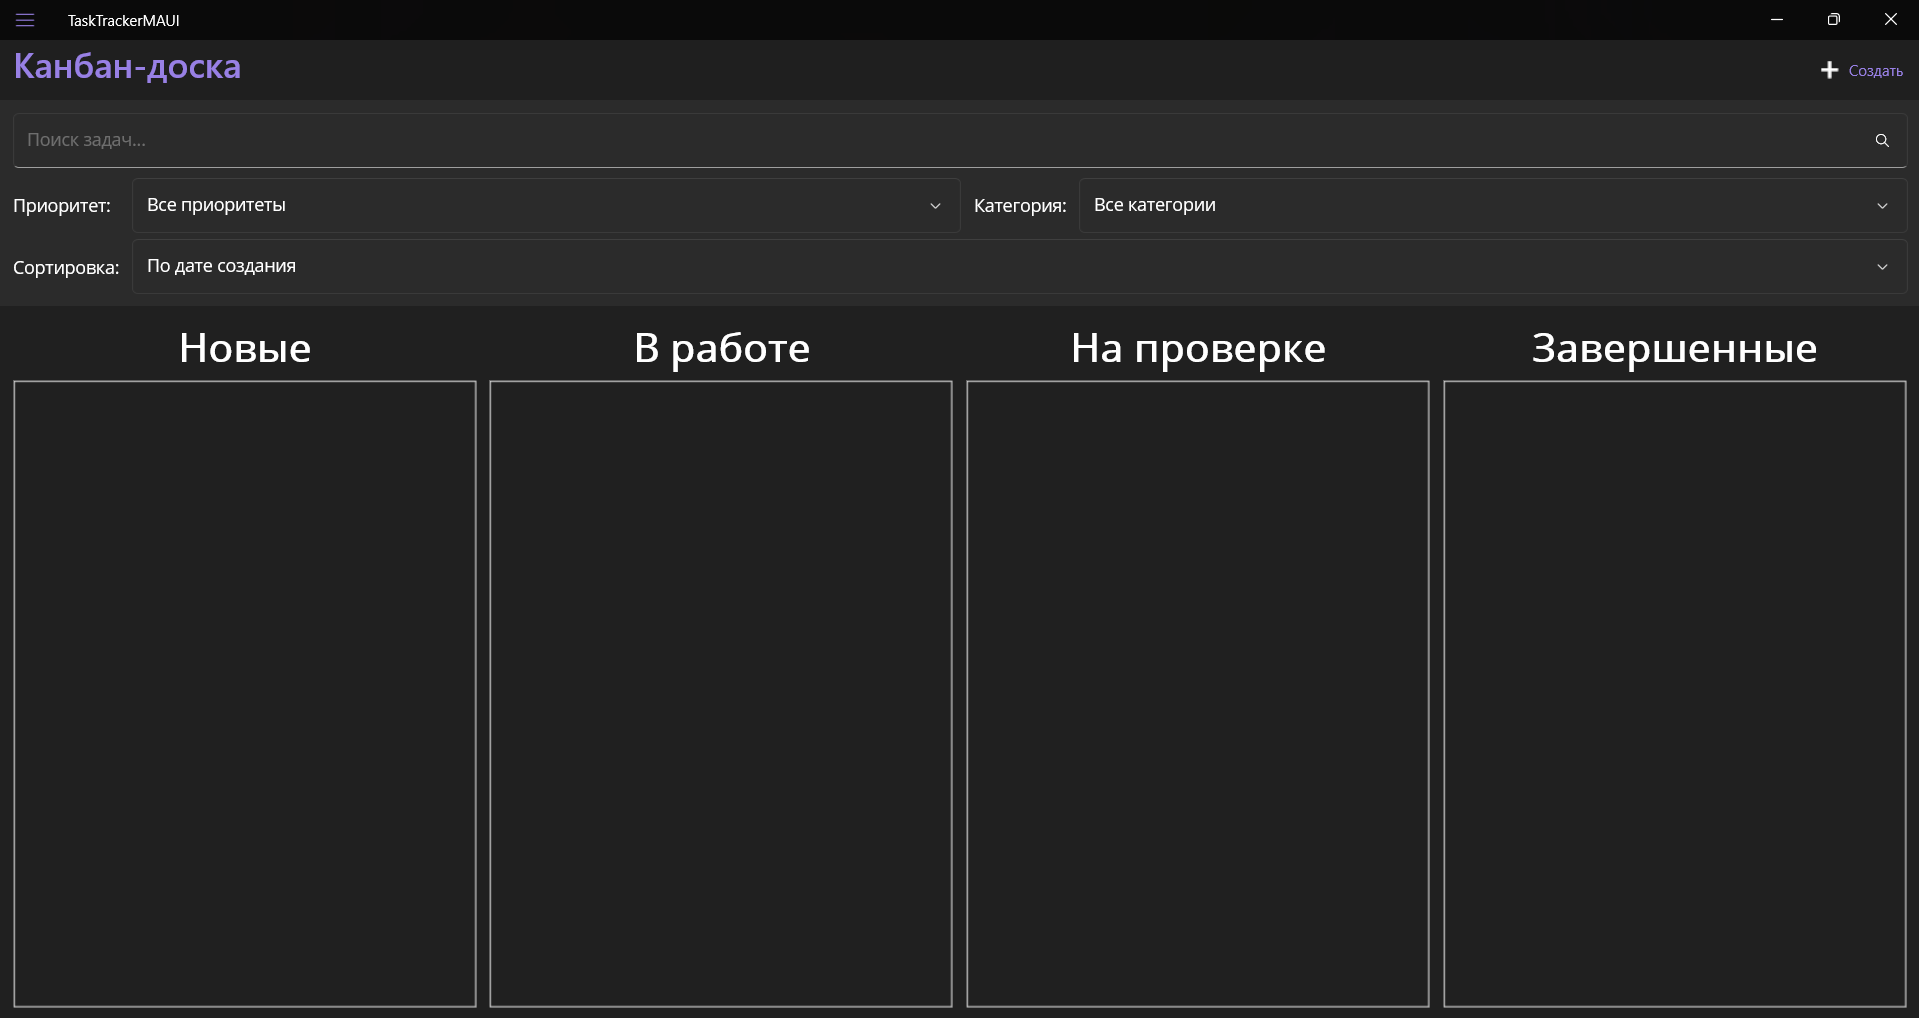 TaskTrackerMAUI
Канбан-доска
Создать
Поиск задач...
Приоритет: Все приоритеты Категория: Все категории
Сортировка: По дате создания
Новые В работе На проверке Завершенные